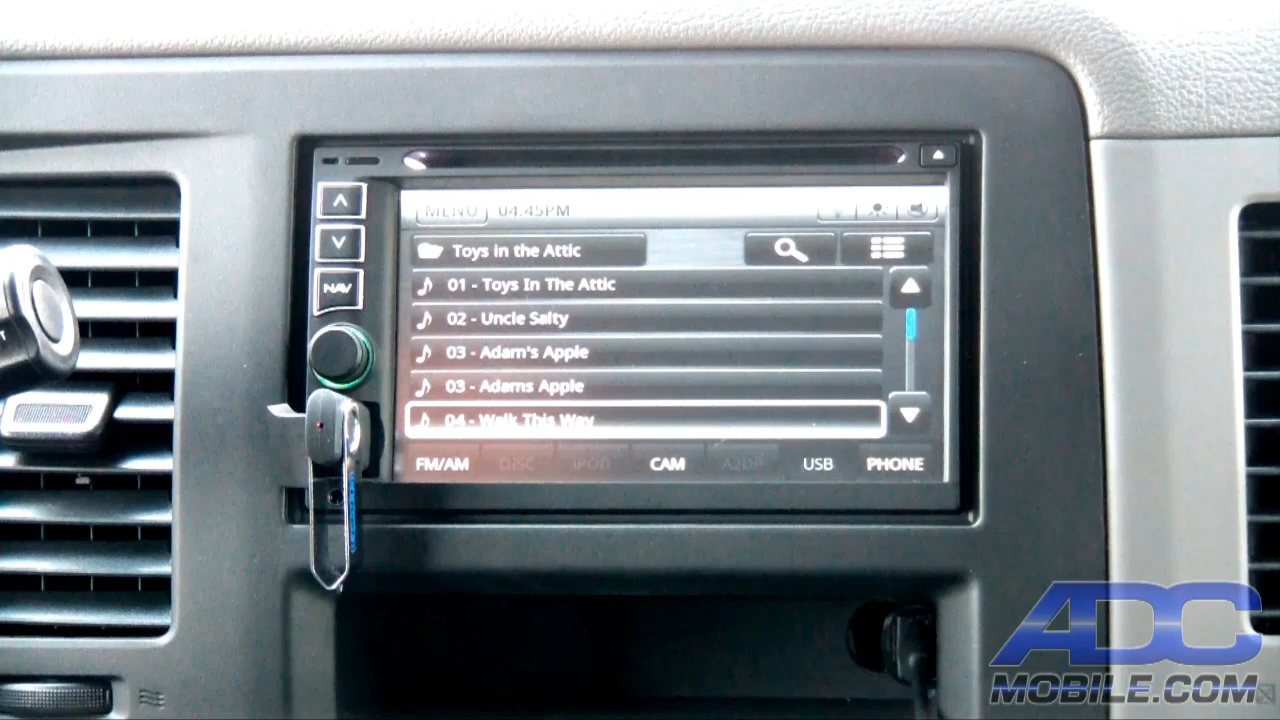 MENU 04:45PM
Toys in the Attic
01 - Toys In The Attic
02 - Uncle Salty
NAV
03 - Adam's Apple
03 - Adams Apple
04 - Walk This Way
FM/AM DISC IPOD CAM A2DP USB PHONE
ADC
MOBILE.COM